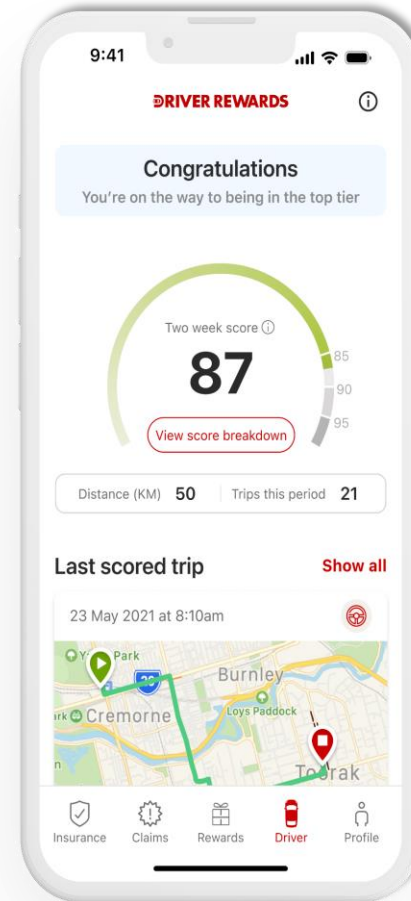 9:41
DRIVER REWARDS
Congratulations
You're on the way to being in the top tier
Two week score
87
85
90
95
View score breakdown
Distance (KM) 50 Trips this period 21
Last scored trip Show all
23 May 2021 at 8:10am
Park
Burnley
Cremorne
Loys Paddock
Insurance Claims Rewards Driver Profile